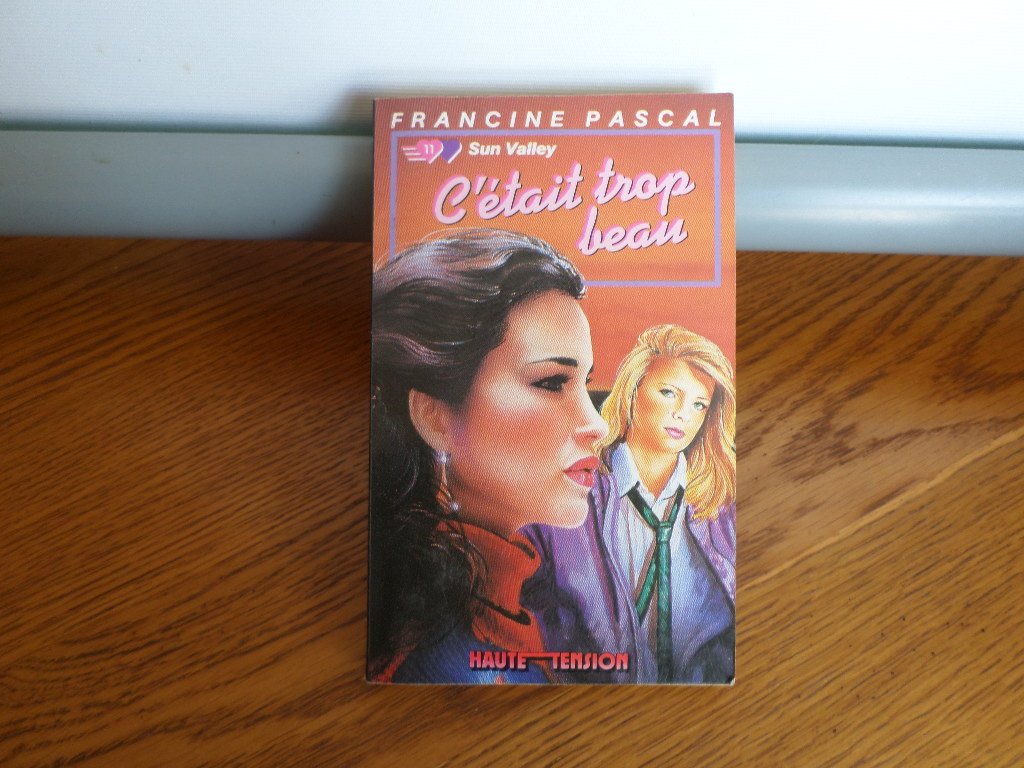 FRANCINE PASCAL
11 Sun Valley
C'était trop
beau
HAUTE TENSION